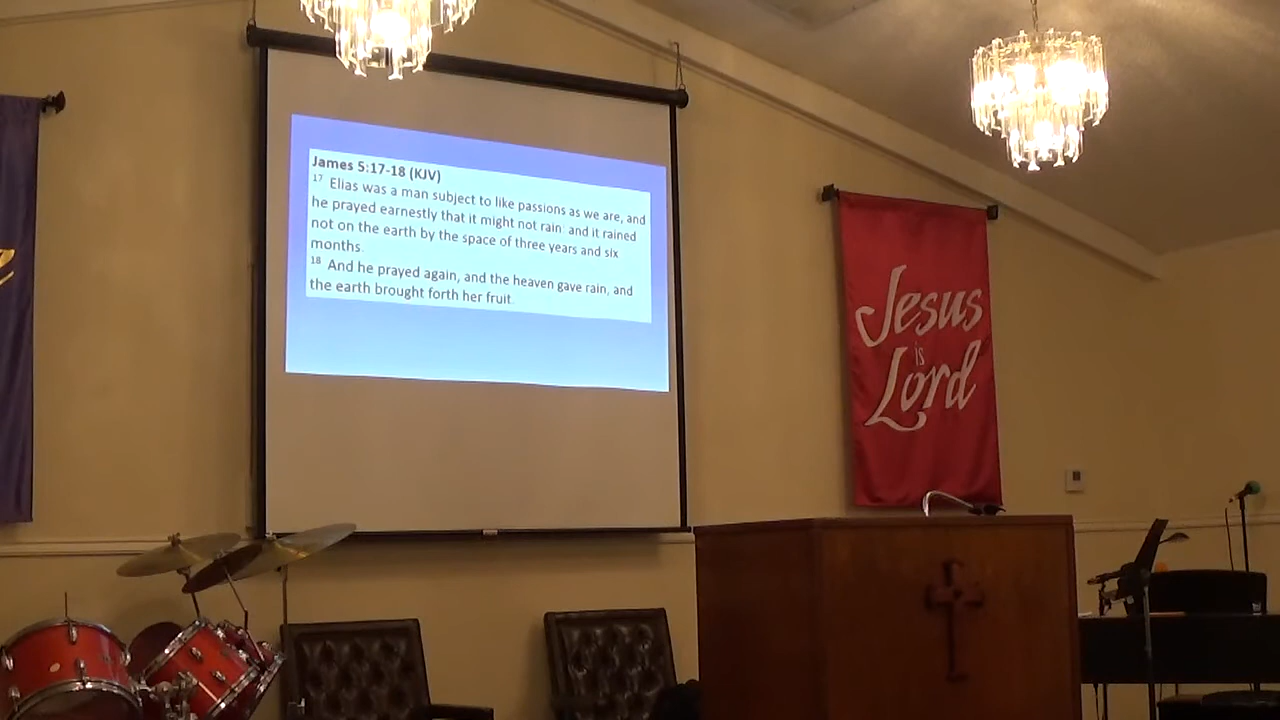 James 5:17-18 (KJV)
17 Elias was a man subject to like passions as we are, and
he prayed earnestly that it might not rain: and it rained
not on the earth by the space of three years and six
months.
18 And he prayed again, and the heaven gave rain, and
the earth brought forth her fruit.
Jesus
is
Lord